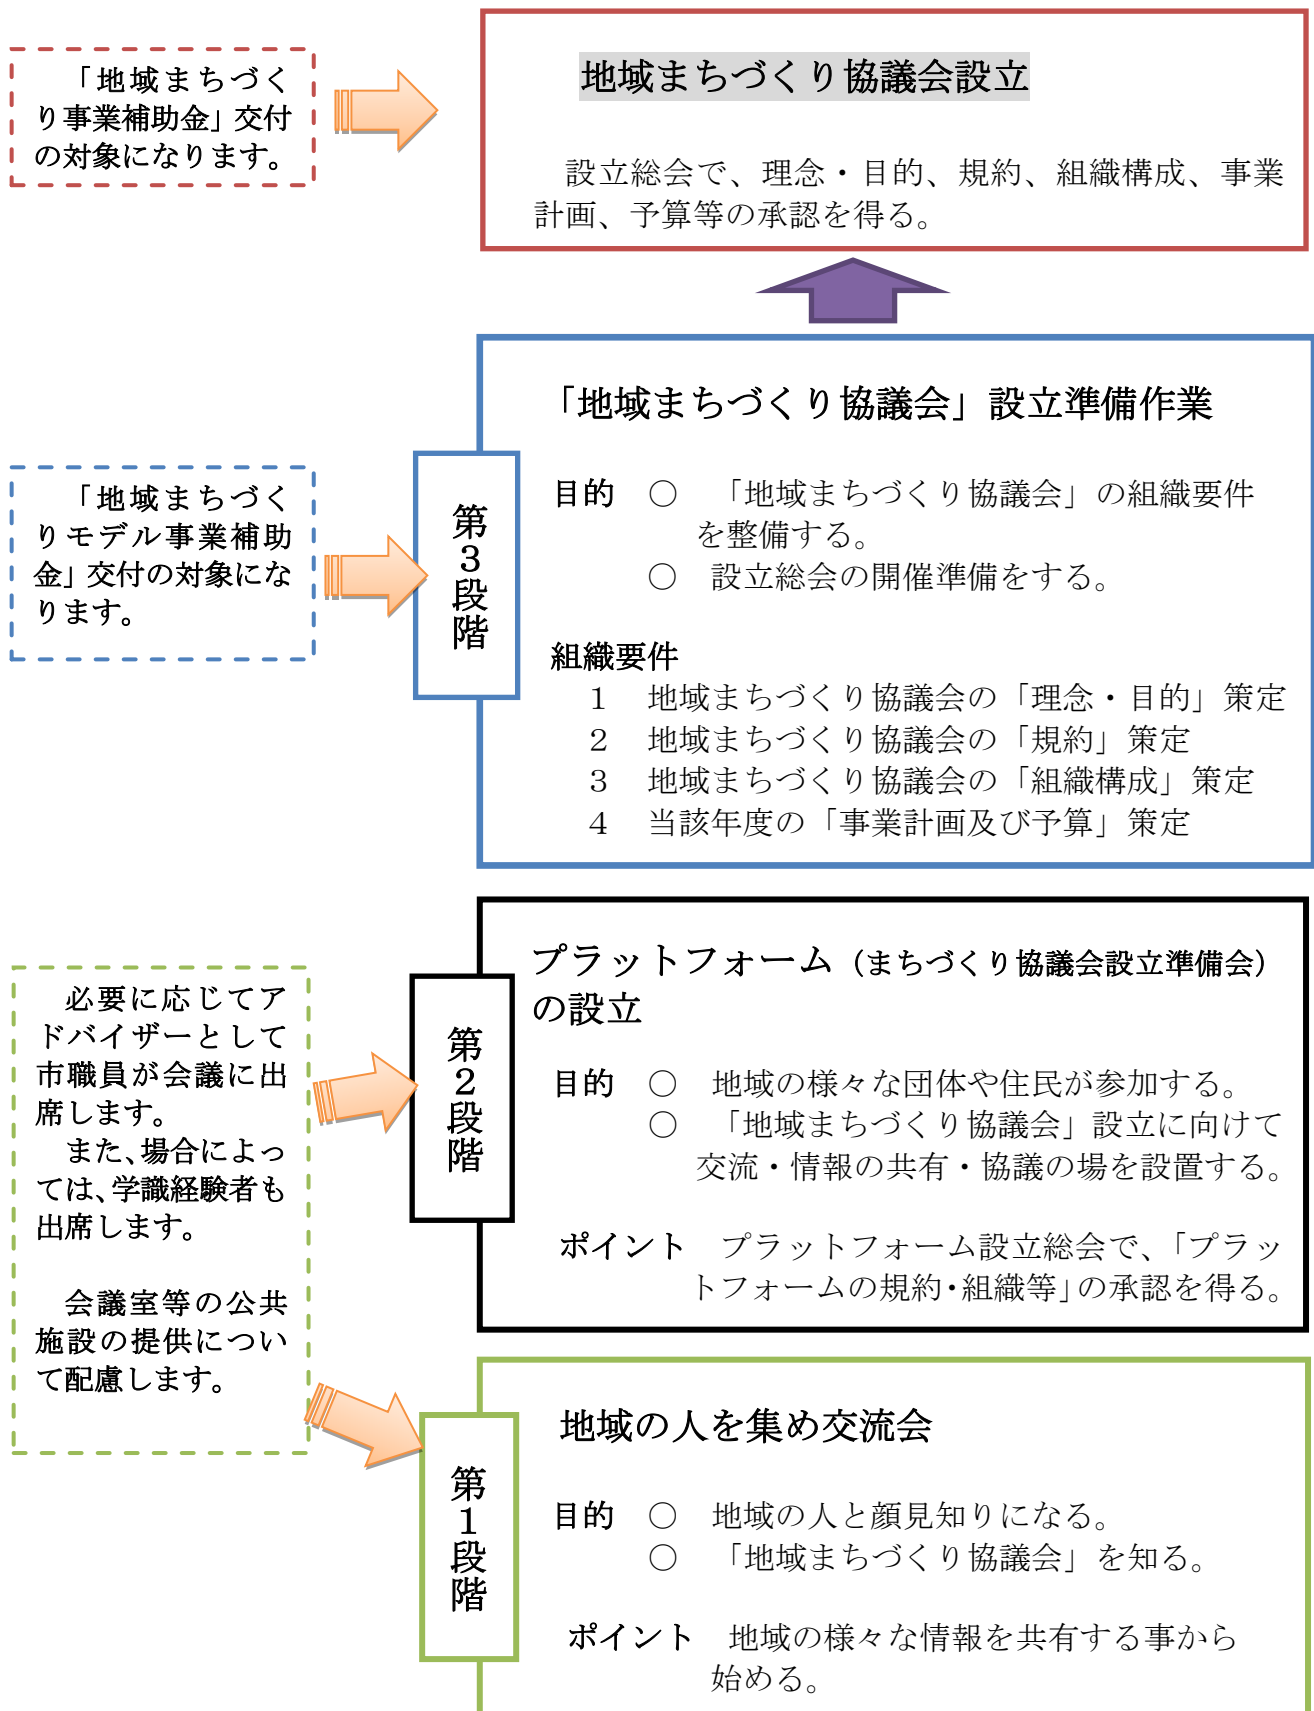 「地域まちづく
り事業補助金」交付
の対象になります。
地域まちづくり協議会設立
設立総会で、理念・目的、規約、組織構成、事業
計画、予算等の承認を得る。
「地域まちづく
りモデル事業補助
金」交付の対象にな
ります。
第3段階
「地域まちづくり協議会」設立準備作業
目的 ○ 「地域まちづくり協議会」の組織要件
を整備する。
○ 設立総会の開催準備をする。
組織要件
1 地域まちづくり協議会の「理念・目的」策定
2 地域まちづくり協議会の「規約」策定
3 地域まちづくり協議会の「組織構成」策定
4 当該年度の「事業計画及び予算」策定
必要に応じてア
ドバイザーとして
市職員が会議に出
席します。
また、場合によっ
ては、学識経験者も
出席します。
会議室等の公共
施設の提供につい
て配慮します。
第2段階
プラットフォーム（まちづくり協議会設立準備会）
の設立
目的 ○ 地域の様々な団体や住民が参加する。
○ 「地域まちづくり協議会」設立に向けて
交流・情報の共有・協議の場を設置する。
ポイント プラットフォーム設立総会で、「プラッ
トフォームの規約・組織等」の承認を得る。
第1段階
地域の人を集め交流会
目的 ○ 地域の人と顔見知りになる。
○ 「地域まちづくり協議会」を知る。
ポイント 地域の様々な情報を共有する事から
始める。